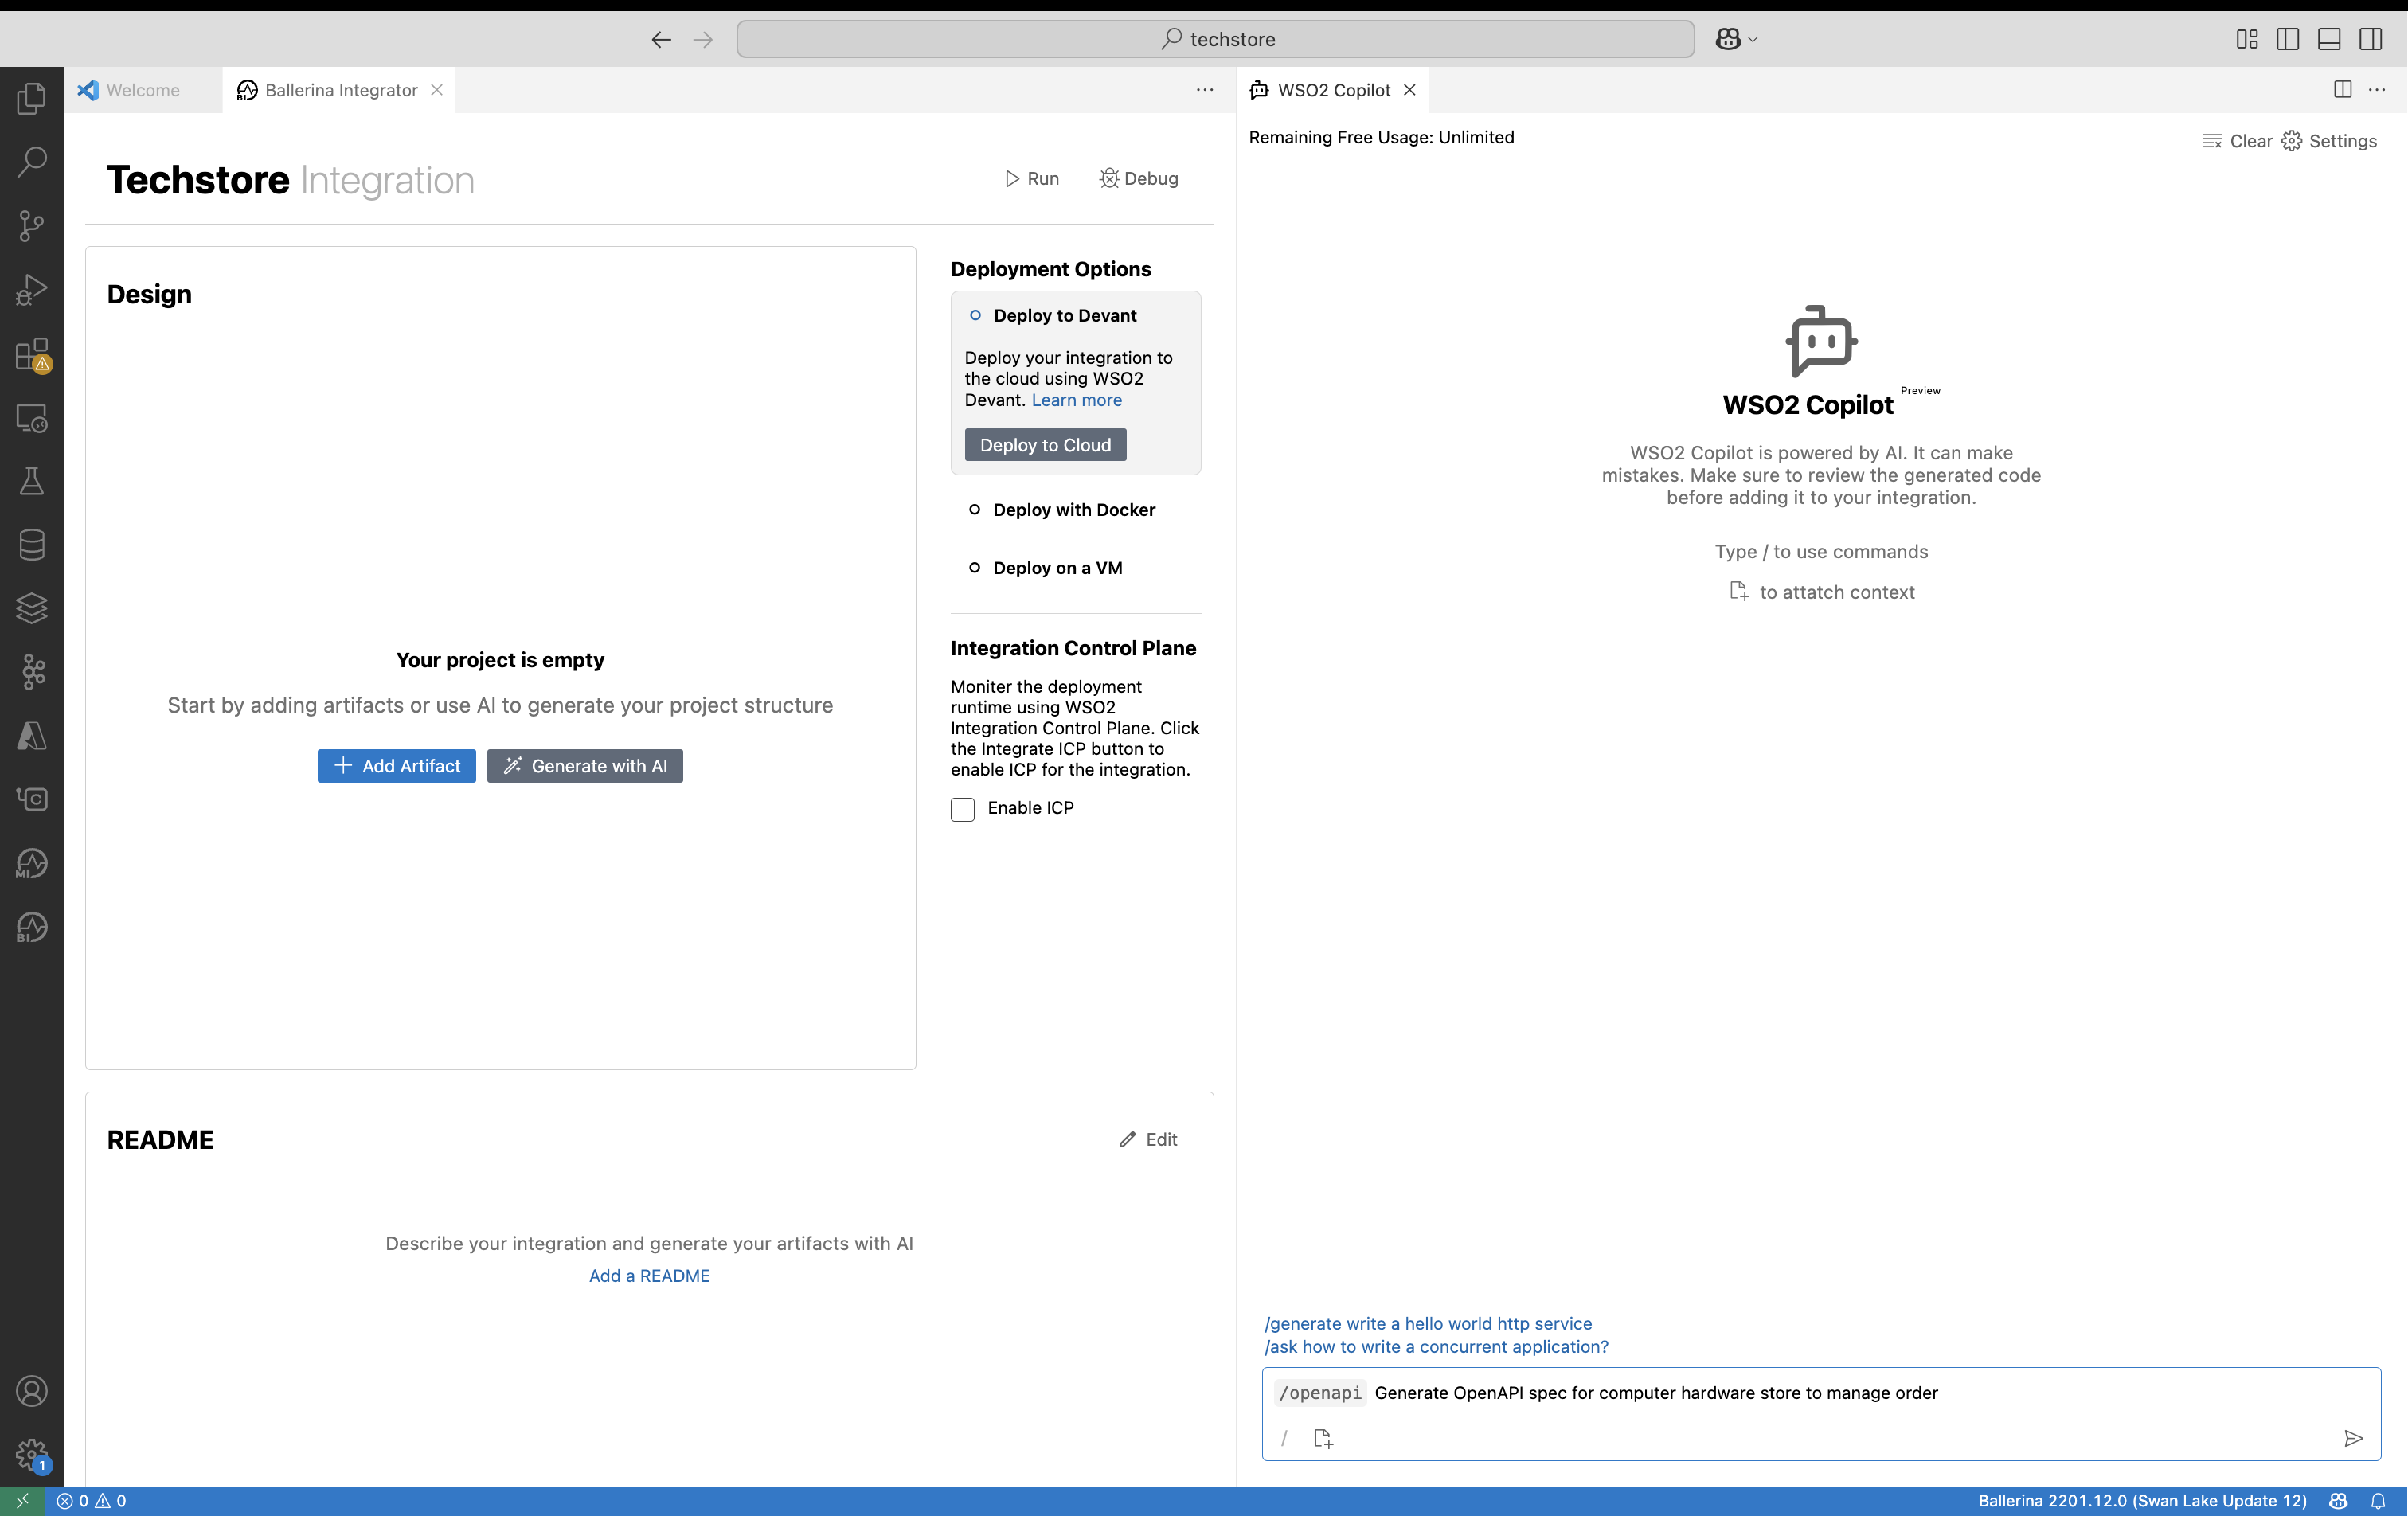 techstore
Welcome
Ballerina Integrator
WSO2 Copilot
Techstore Integration
Run
Debug
Design
Your project is empty
Start by adding artifacts or use AI to generate your project structure
Add Artifact
Generate with AI
Deployment Options
Deploy to Devant
Deploy your integration to
the cloud using WSO2
Devant. Learn more
Deploy to Cloud
Deploy with Docker
Deploy on a VM
Integration Control Plane
Moniter the deployment
runtime using WSO2
Integration Control Plane. Click
the Integrate ICP button to
enable ICP for the integration.
Enable ICP
README
Edit
Describe your integration and generate your artifacts with AI
Add a README
Remaining Free Usage: Unlimited
Clear
Settings
WSO2 Copilot Preview
WSO2 Copilot is powered by AI. It can make
mistakes. Make sure to review the generated code
before adding it to your integration.
Type / to use commands
to attatch context
/generate write a hello world http service
/ask how to write a concurrent application?
/openapi Generate OpenAPI spec for computer hardware store to manage order
/
MI
BI
1
0 0
Ballerina 2201.12.0 (Swan Lake Update 12)